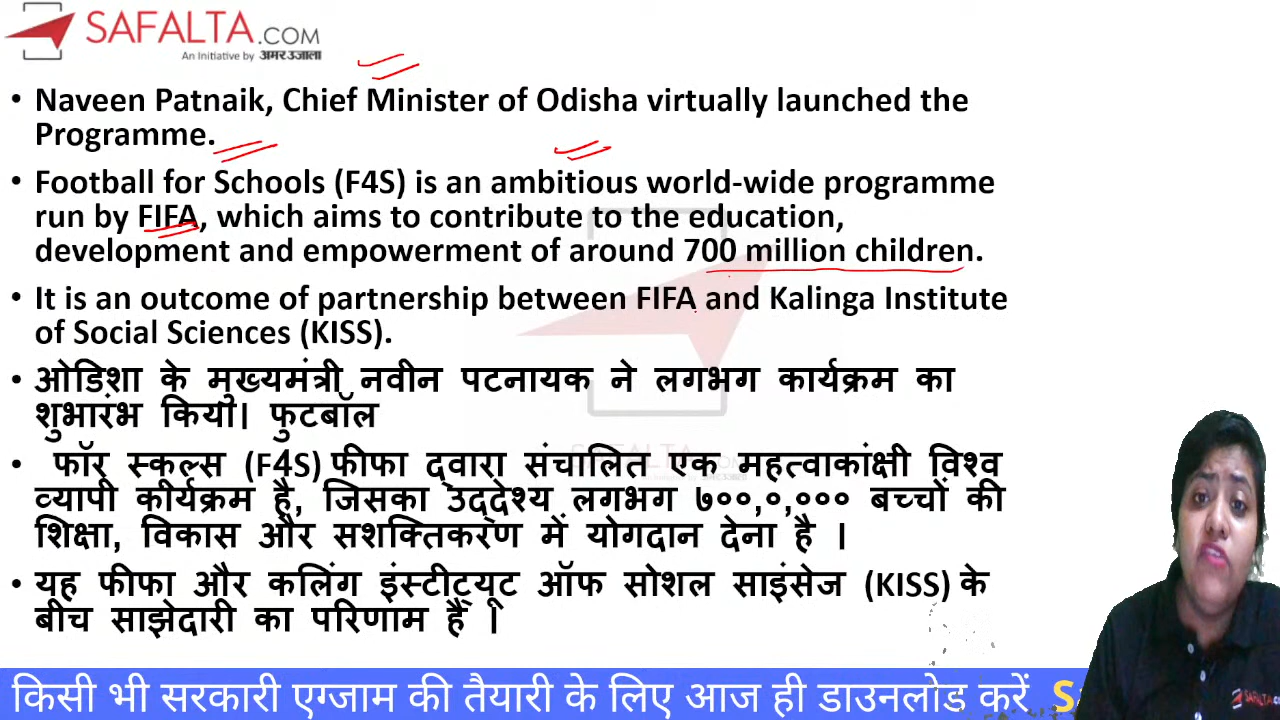 SAFALTA.COM
An Initiative by अमर उजाला
• Naveen Patnaik, Chief Minister of Odisha virtually launched the
Programme.
• Football for Schools (F4S) is an ambitious world-wide programme
run by FIFA, which aims to contribute to the education,
development and empowerment of around 700 million children.
• It is an outcome of partnership between FIFA and Kalinga Institute
of Social Sciences (KISS).
• ओडिशा के मुख्यमंत्री नवीन पटनायक ने लगभग कार्यक्रम का
शुभारंभ किया। फुटबॉल
• फॉर स्कूल्स (F4S) फीफा द्वारा संचालित एक महत्वाकांक्षी विश्व
व्यापी कार्यक्रम है, जिसका उद्देश्य लगभग ७००,०,००० बच्चों की
शिक्षा, विकास और सशक्तिकरण में योगदान देना है ।
• यह फीफा और कलिंग इंस्टीट्यूट ऑफ सोशल साइंसेज (KISS) के
बीच साझेदारी का परिणाम है ।
किसी भी सरकारी एग्जाम की तैयारी के लिए आज ही डाउनलोड करें
SAFALTA.COM